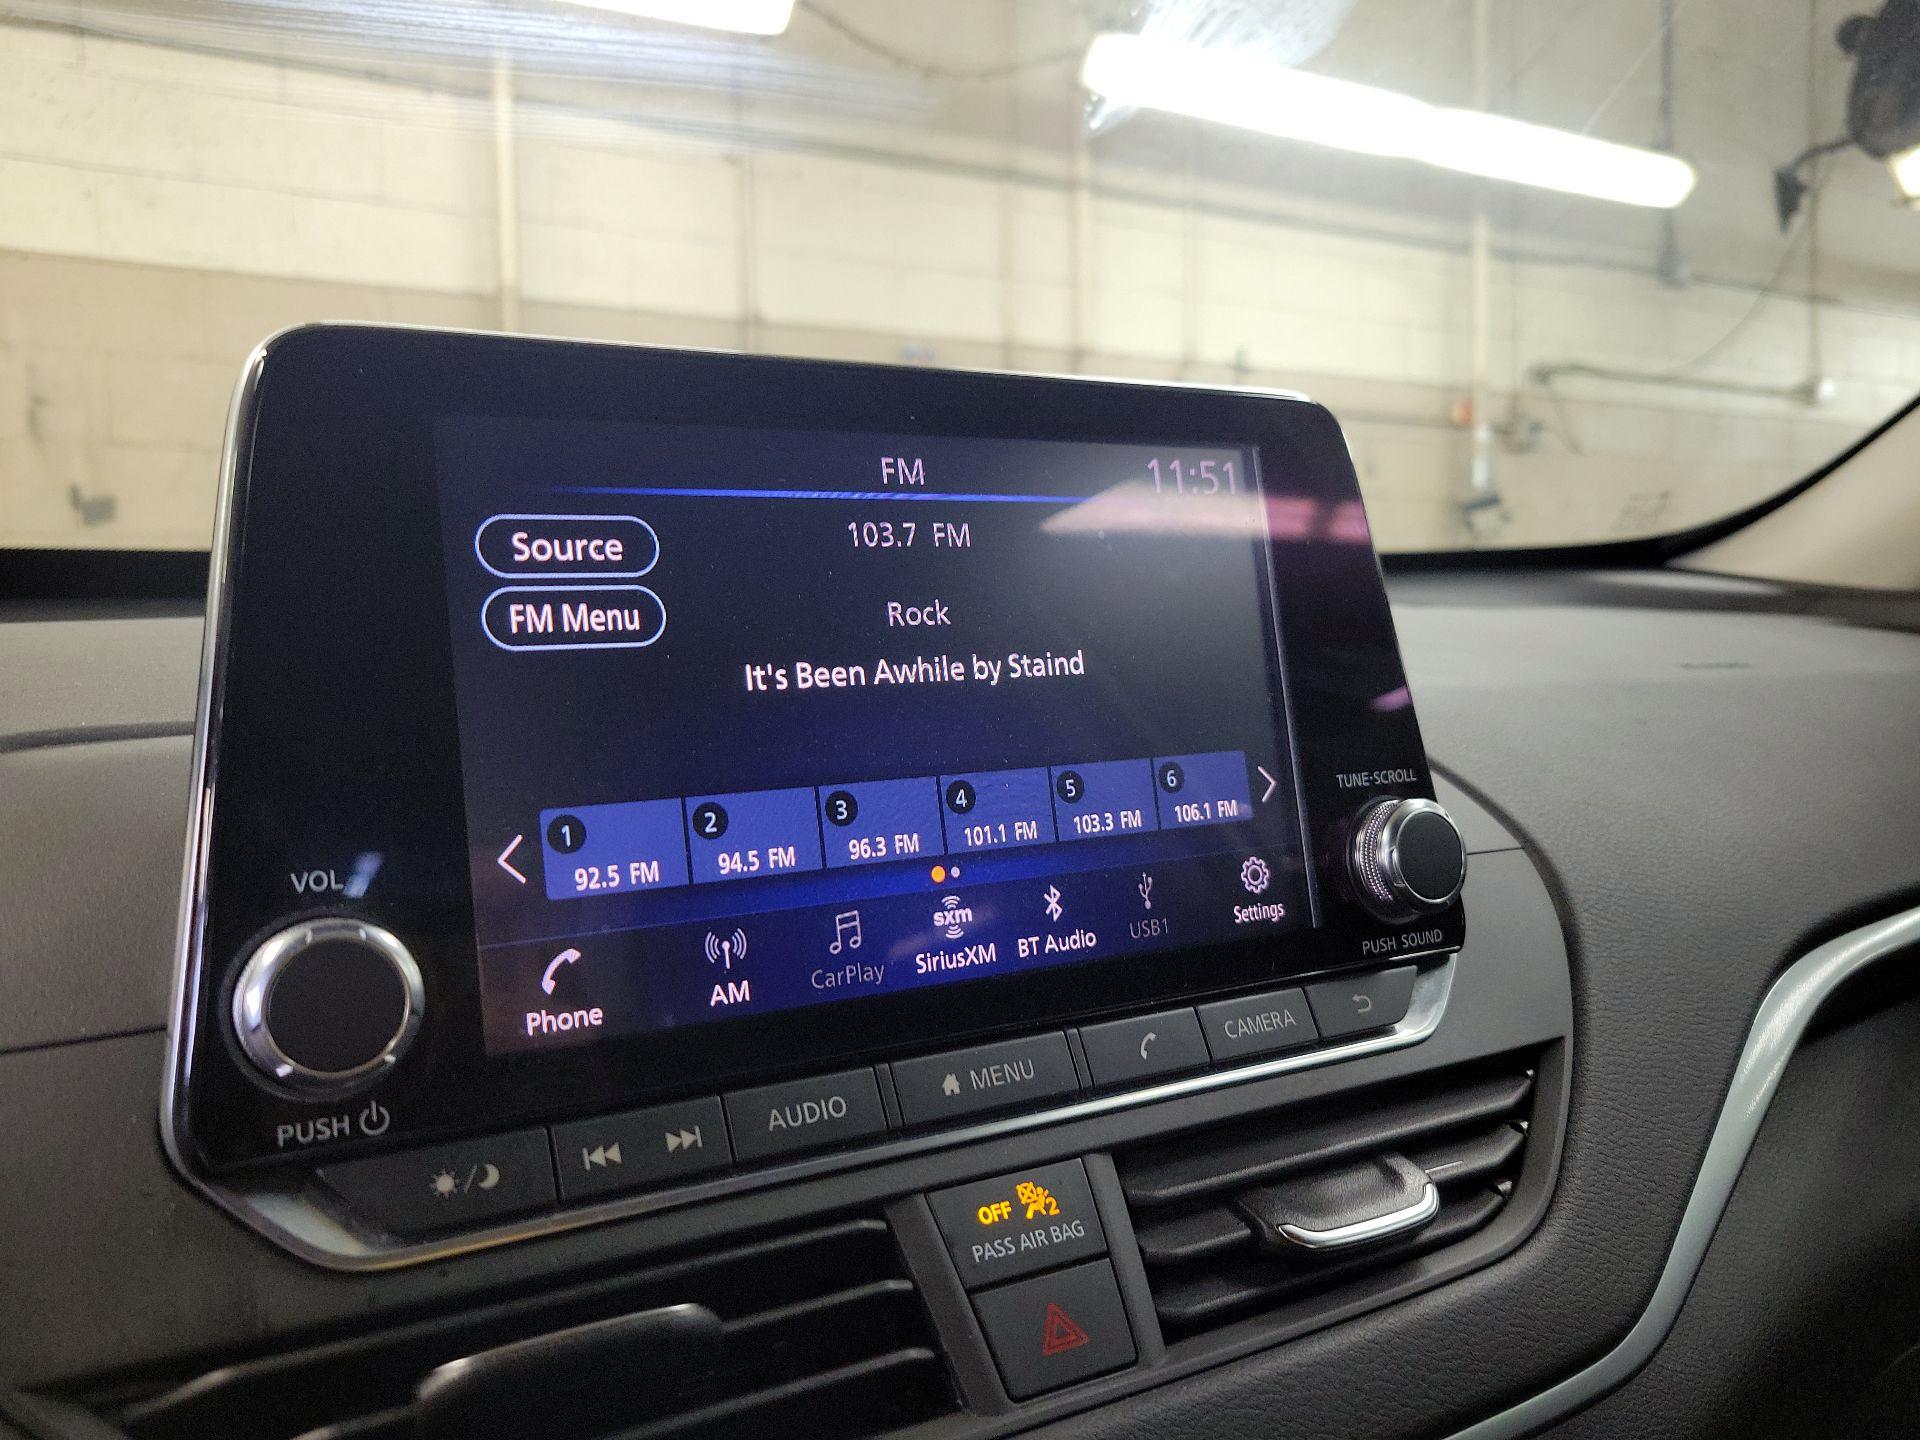 FM
11:51
Source
103.7 FM
FM Menu
Rock
It's Been Awhile by Staind
1
92.5 FM
2
94.5 FM
3
96.3 FM
4
101.1 FM
5
103.3 FM
6
106.1 FM
Phone
AM
CarPlay
sxm
SiriusXM
BT Audio
USB1
Settings
VOL
PUSH
TUNE·SCROLL
PUSH SOUND
AUDIO
MENU
CAMERA
OFF
2
PASS AIR BAG